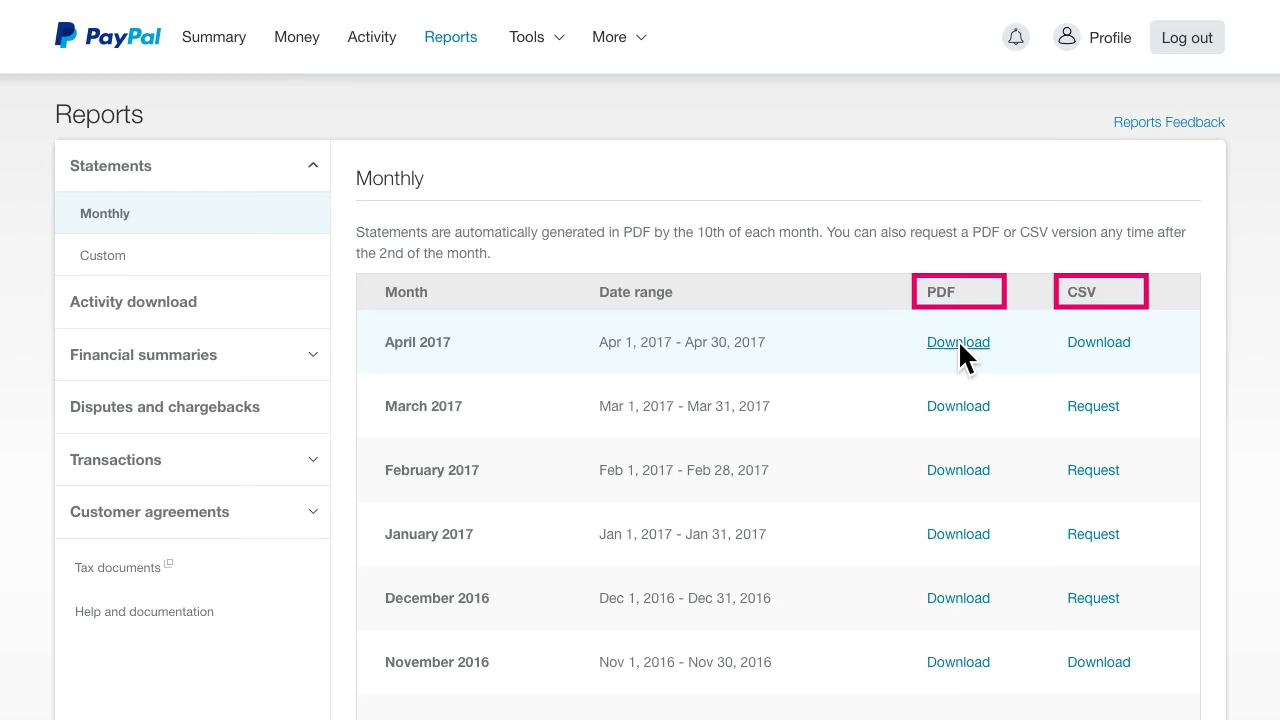 PayPal Summary Money Activity Reports Tools More Profile Log out
Reports
Reports Feedback
Statements
Monthly
Custom
Activity download
Financial summaries
Disputes and chargebacks
Transactions
Customer agreements
Tax documents
Help and documentation
Monthly
Statements are automatically generated in PDF by the 10th of each month. You can also request a PDF or CSV version any time after
the 2nd of the month.
Month Date range PDF CSV
April 2017 Apr 1, 2017 - Apr 30, 2017 Download Download
March 2017 Mar 1, 2017 - Mar 31, 2017 Download Request
February 2017 Feb 1, 2017 - Feb 28, 2017 Download Request
January 2017 Jan 1, 2017 - Jan 31, 2017 Download Request
December 2016 Dec 1, 2016 - Dec 31, 2016 Download Request
November 2016 Nov 1, 2016 - Nov 30, 2016 Download Download